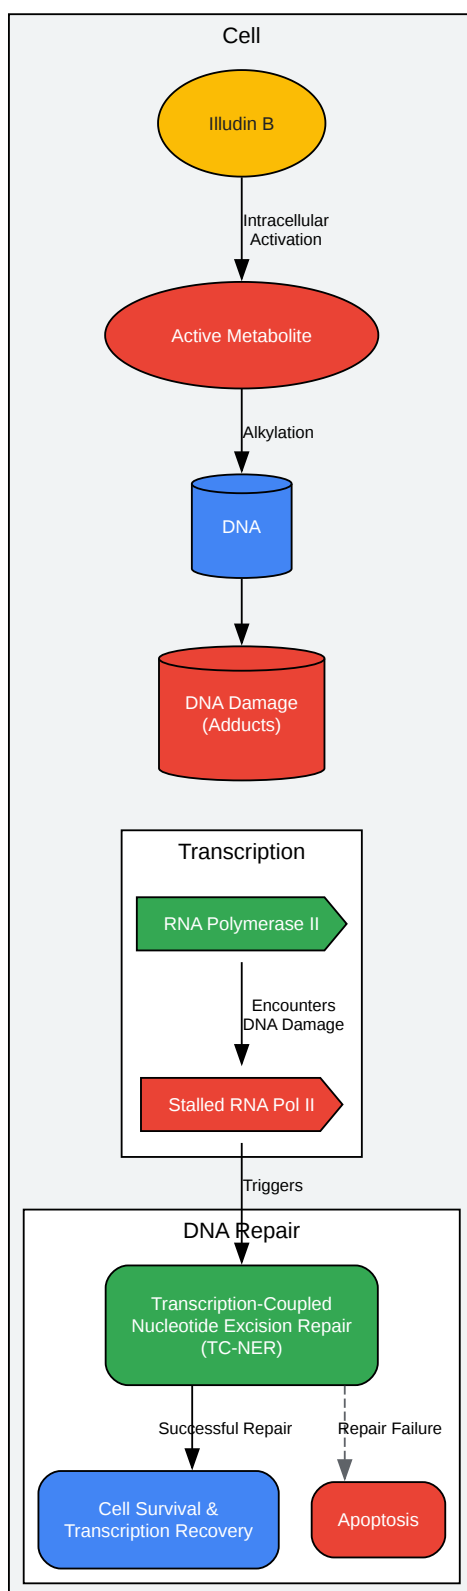 Cell
Illudin B
Intracellular
Activation
Active Metabolite
Alkylation
DNA
DNA Damage
(Adducts)
Transcription
RNA Polymerase II
Encounters
DNA Damage
Stalled RNA Pol II
Triggers
DNA Repair
Transcription-Coupled
Nucleotide Excision Repair
(TC-NER)
Successful Repair
Repair Failure
Cell Survival &
Transcription Recovery
Apoptosis